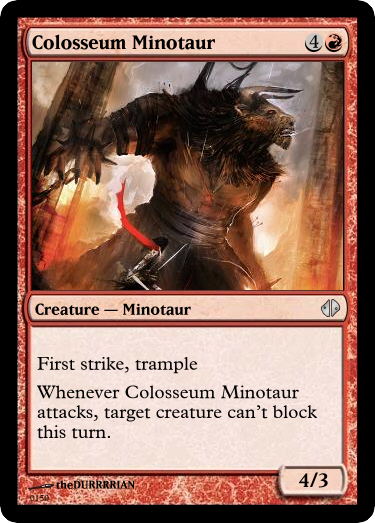 Colosseum Minotaur 4
Creature — Minotaur
First strike, trample
Whenever Colosseum Minotaur
attacks, target creature can't block
this turn.
theDURRRRIAN
4/3